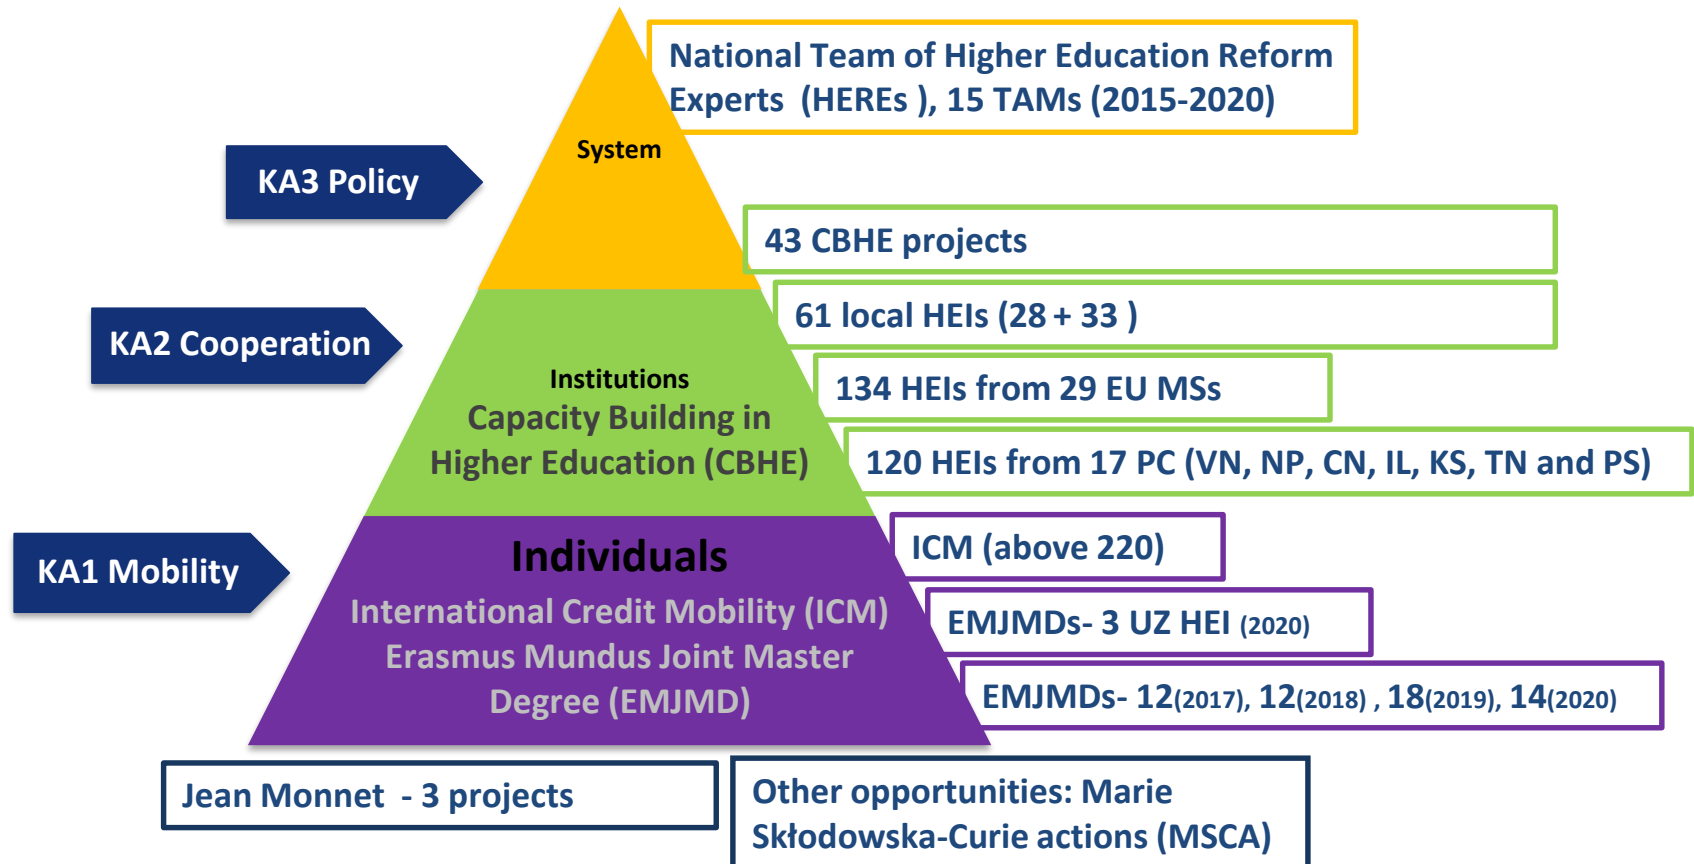 National Team of Higher Education Reform
Experts (HEREs ), 15 TAMs (2015-2020)
System
KA3 Policy
43 CBHE projects
61 local HEIs (28 + 33 )
KA2 Cooperation
134 HEIs from 29 EU MSs
Institutions
Capacity Building in
Higher Education (CBHE)
120 HEIs from 17 PC (VN, NP, CN, IL, KS, TN and PS)
KA1 Mobility
Individuals
International Credit Mobility (ICM)
Erasmus Mundus Joint Master
Degree (EMJMD)
ICM (above 220)
EMJMDs- 3 UZ HEI (2020)
EMJMDs- 12(2017), 12(2018) , 18(2019), 14(2020)
Jean Monnet - 3 projects
Other opportunities: Marie
Skłodowska-Curie actions (MSCA)